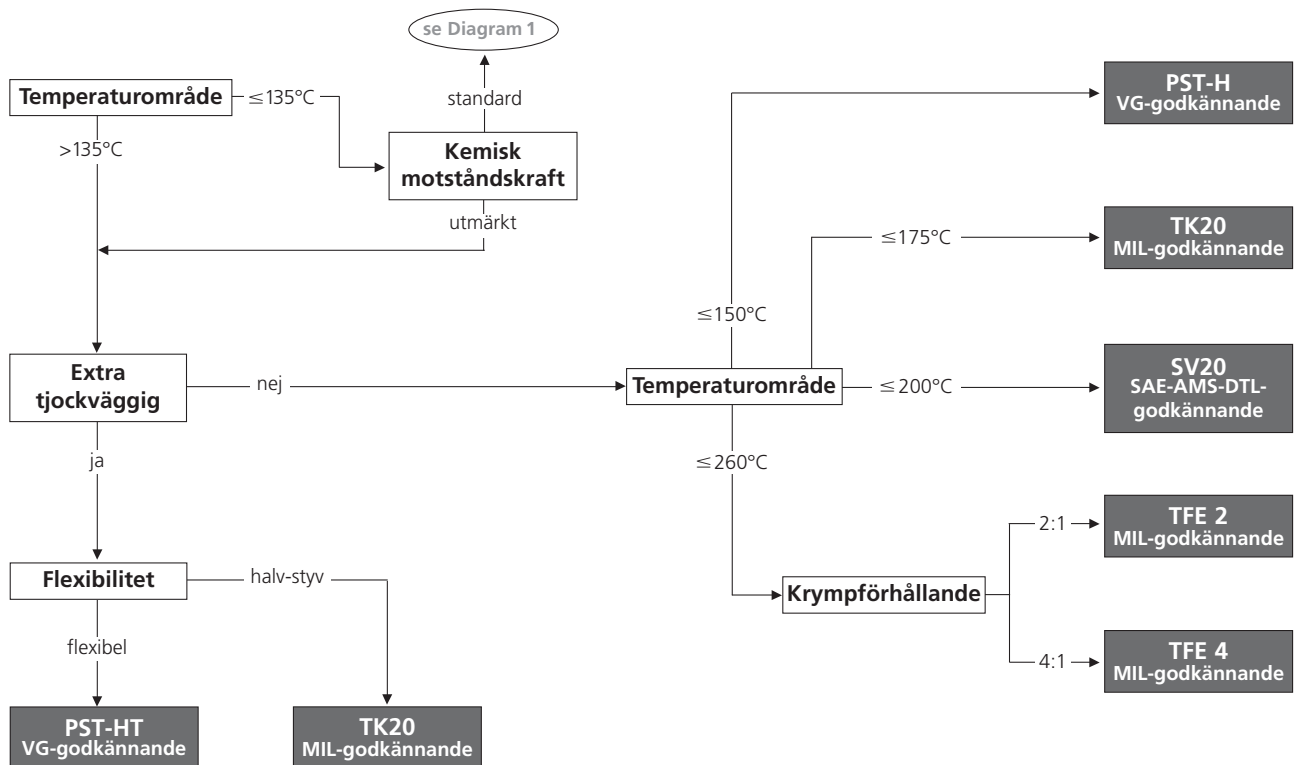 se Diagram 1
Temperaturområde
≤135°C
standard
>135°C
Kemisk
motståndskraft
utmärkt
PST-H
VG-godkännande
≤175°C
TK20
MIL-godkännande
≤150°C
Extra
tjockväggig
nej
Temperaturområde
≤200°C
SV20
SAE-AMS-DTL-
godkännande
ja
≤260°C
2:1
TFE 2
MIL-godkännande
Flexibilitet
halv-styv
Krympförhållande
flexibel
4:1
TFE 4
MIL-godkännande
PST-HT
VG-godkännande
TK20
MIL-godkännande